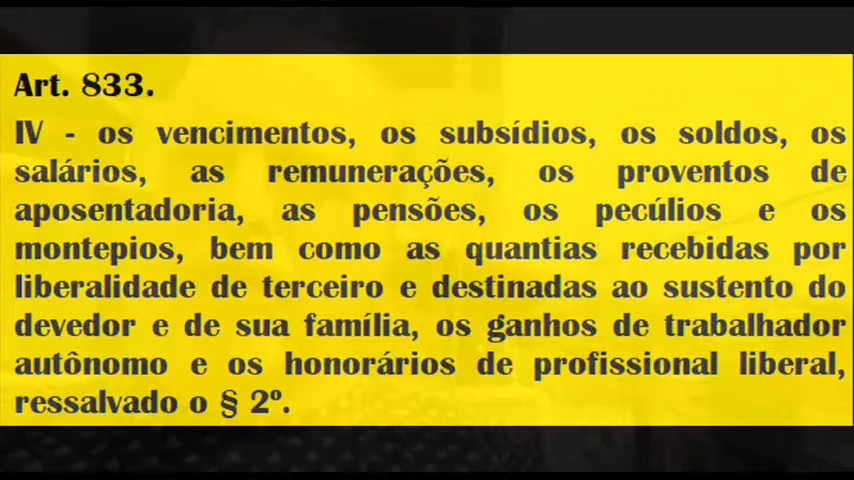 Art. 833.
IV - os vencimentos, os subsídios, os soldos, os
salários, as remunerações, os proventos de
aposentadoria, as pensões, os pecúlios e os
montepios, bem como as quantias recebidas por
liberalidade de terceiro e destinadas ao sustento do
devedor e de sua família, os ganhos de trabalhador
autônomo e os honorários de profissional liberal,
ressalvado o § 2º.